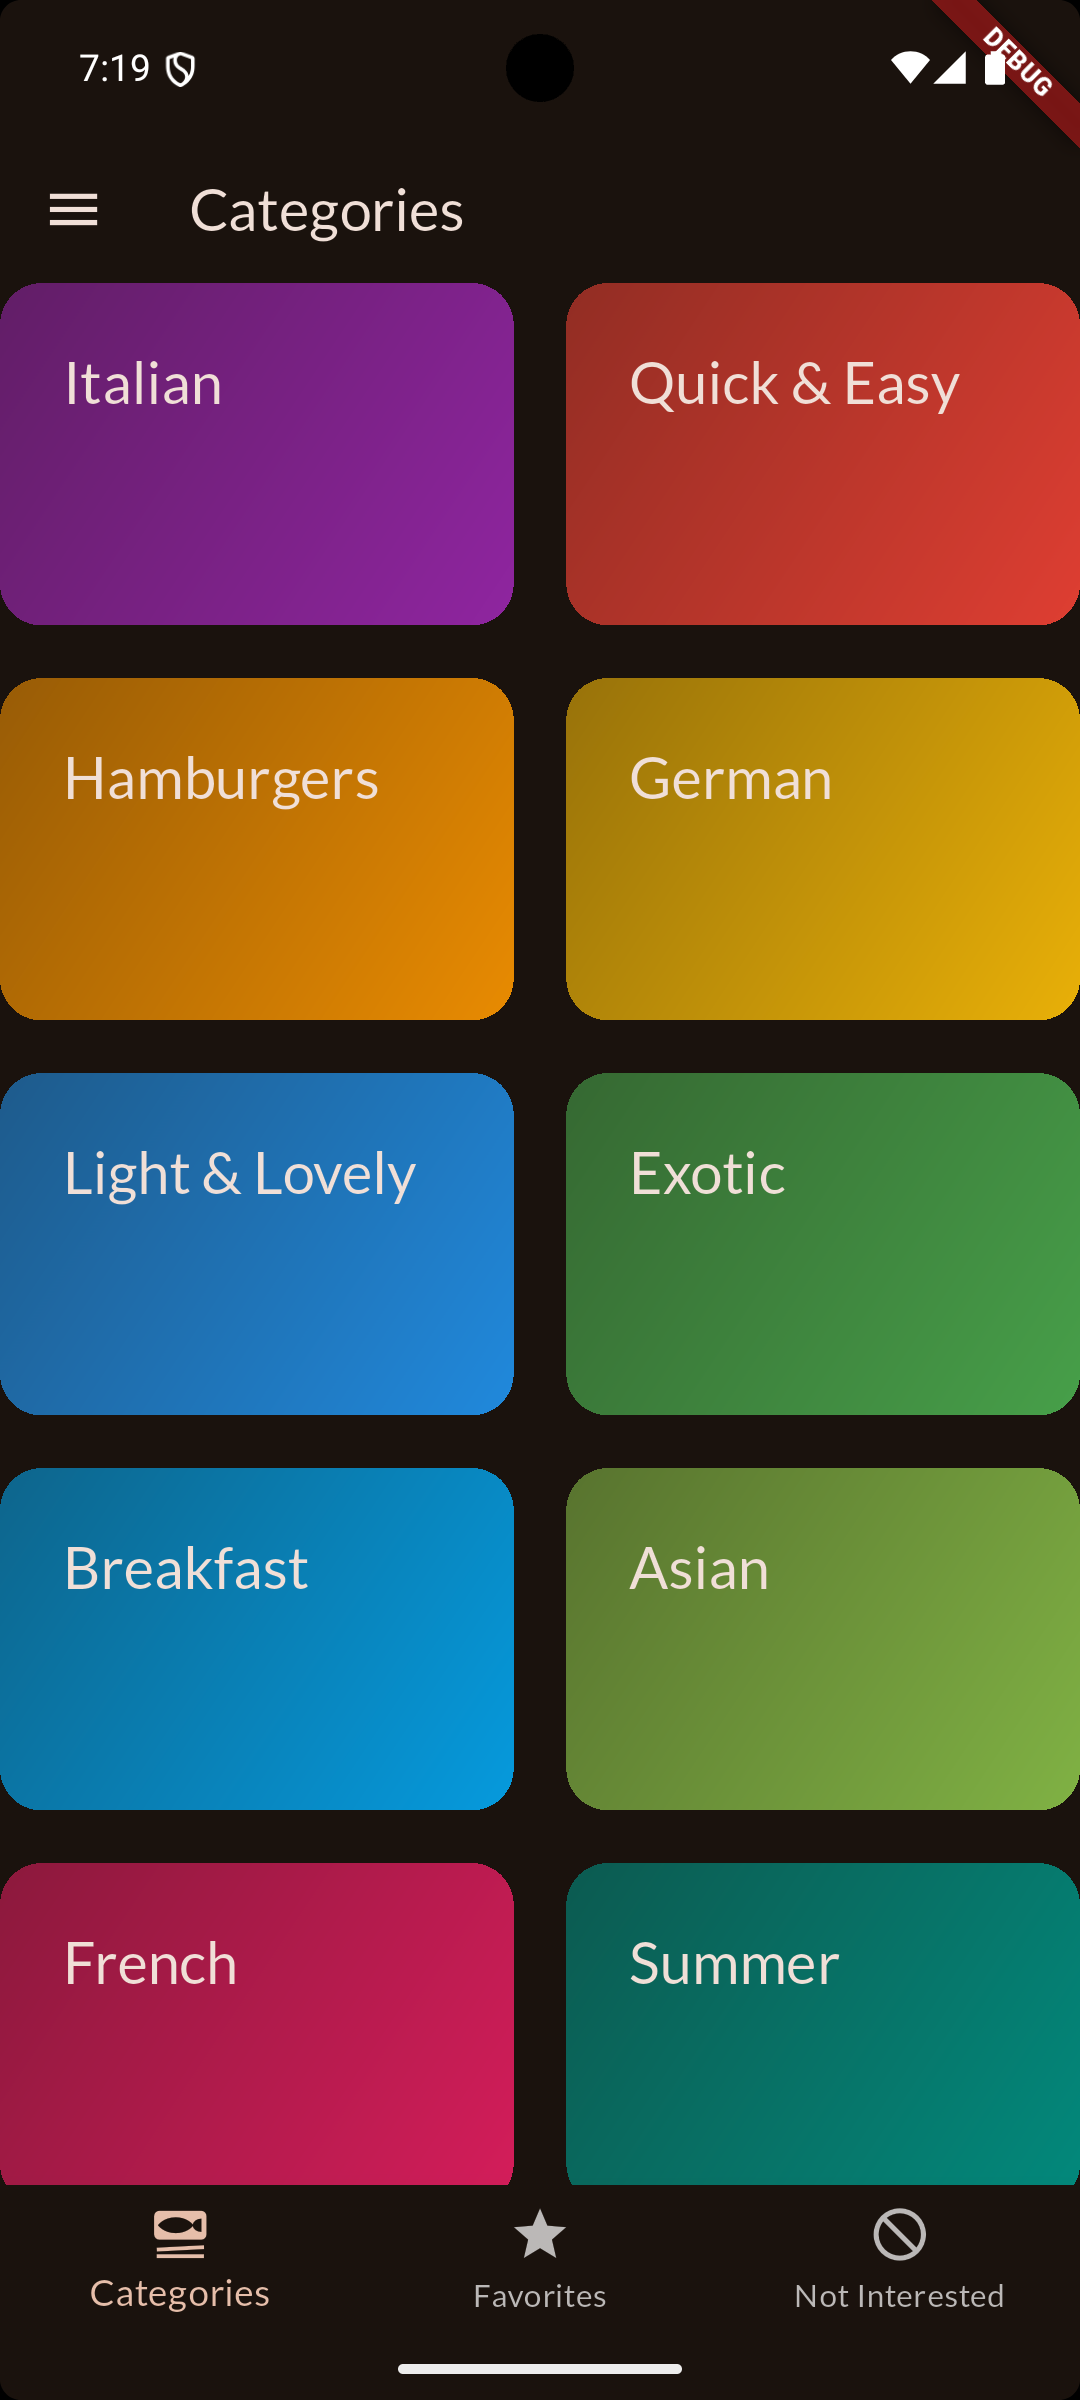 7:19
DEBUG
Categories
Italian
Quick & Easy
Hamburgers
German
Light & Lovely
Exotic
Breakfast
Asian
French
Summer
Categories
Favorites
Not Interested